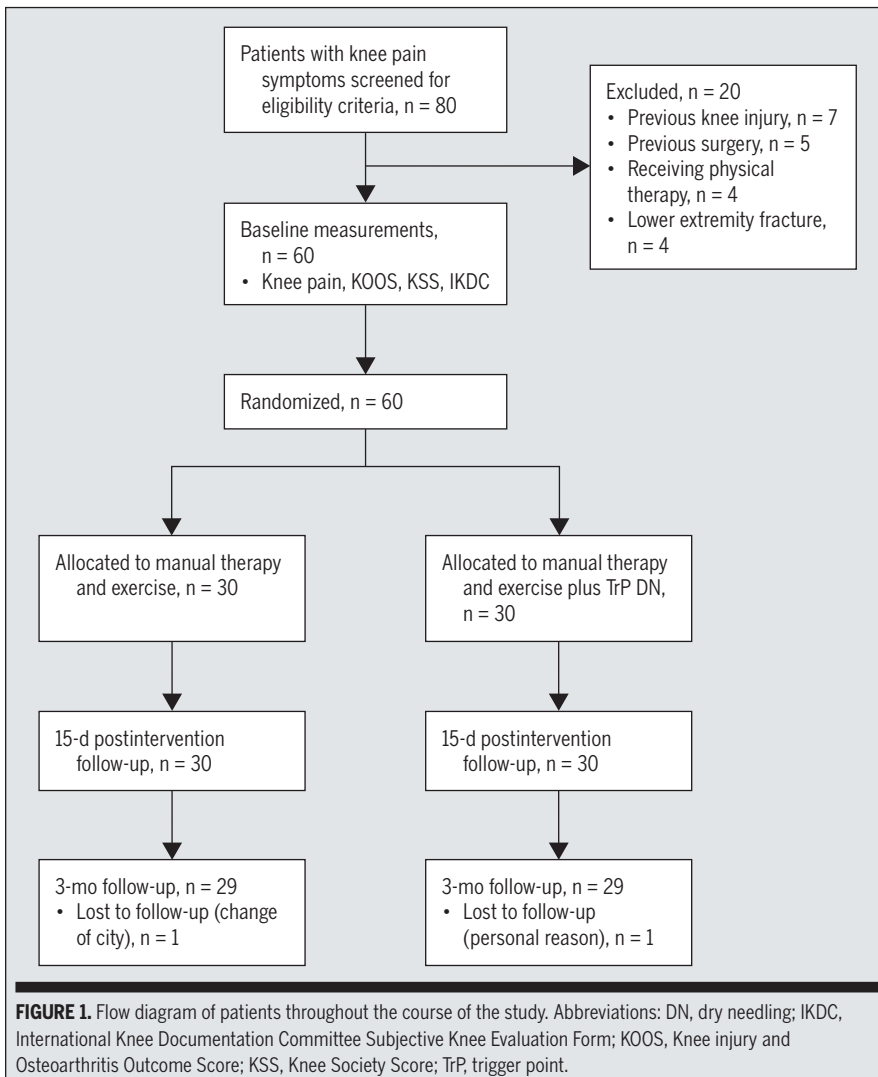 Patients with knee pain
symptoms screened for
eligibility criteria, n = 80
Excluded, n = 20
• Previous knee injury, n = 7
• Previous surgery, n = 5
• Receiving physical
therapy, n = 4
• Lower extremity fracture,
n = 4
Baseline measurements,
n = 60
• Knee pain, KOOS, KSS, IKDC
Randomized, n = 60
Allocated to manual therapy
and exercise, n = 30
Allocated to manual therapy
and exercise plus TrP DN,
n = 30
15-d postintervention
follow-up, n = 30
15-d postintervention
follow-up, n = 30
3-mo follow-up, n = 29
• Lost to follow-up (change
of city), n = 1
3-mo follow-up, n = 29
• Lost to follow-up
(personal reason), n = 1
FIGURE 1. Flow diagram of patients throughout the course of the study. Abbreviations: DN, dry needling; IKDC,
International Knee Documentation Committee Subjective Knee Evaluation Form; KOOS, Knee injury and
Osteoarthritis Outcome Score; KSS, Knee Society Score; TrP, trigger point.